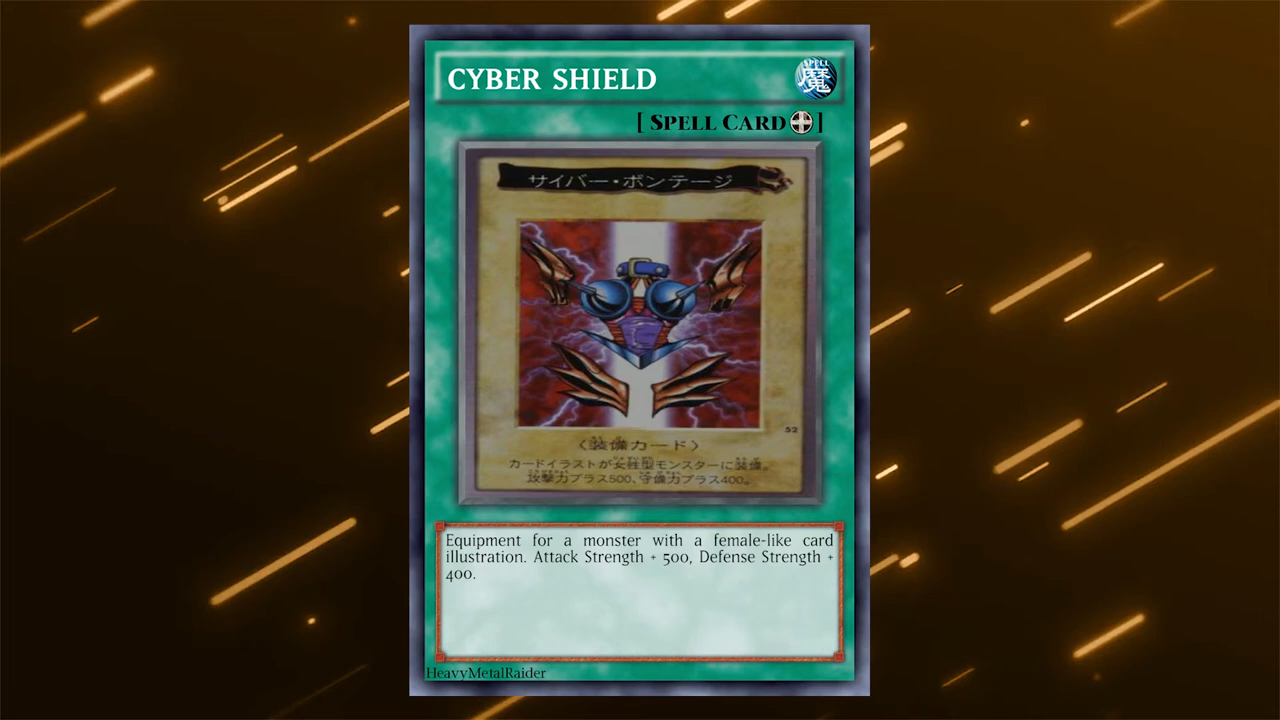 CYBER SHIELD
SPELL
魔
[ SPELL CARD ]
サイバー・ボンテージ
52
〈装備カード〉
カードイラストが女性型モンスターに装備。
攻撃力プラス500、守備力プラス400。
Equipment for a monster with a female-like card
illustration. Attack Strength + 500, Defense Strength +
400.
HeavyMetalRaider